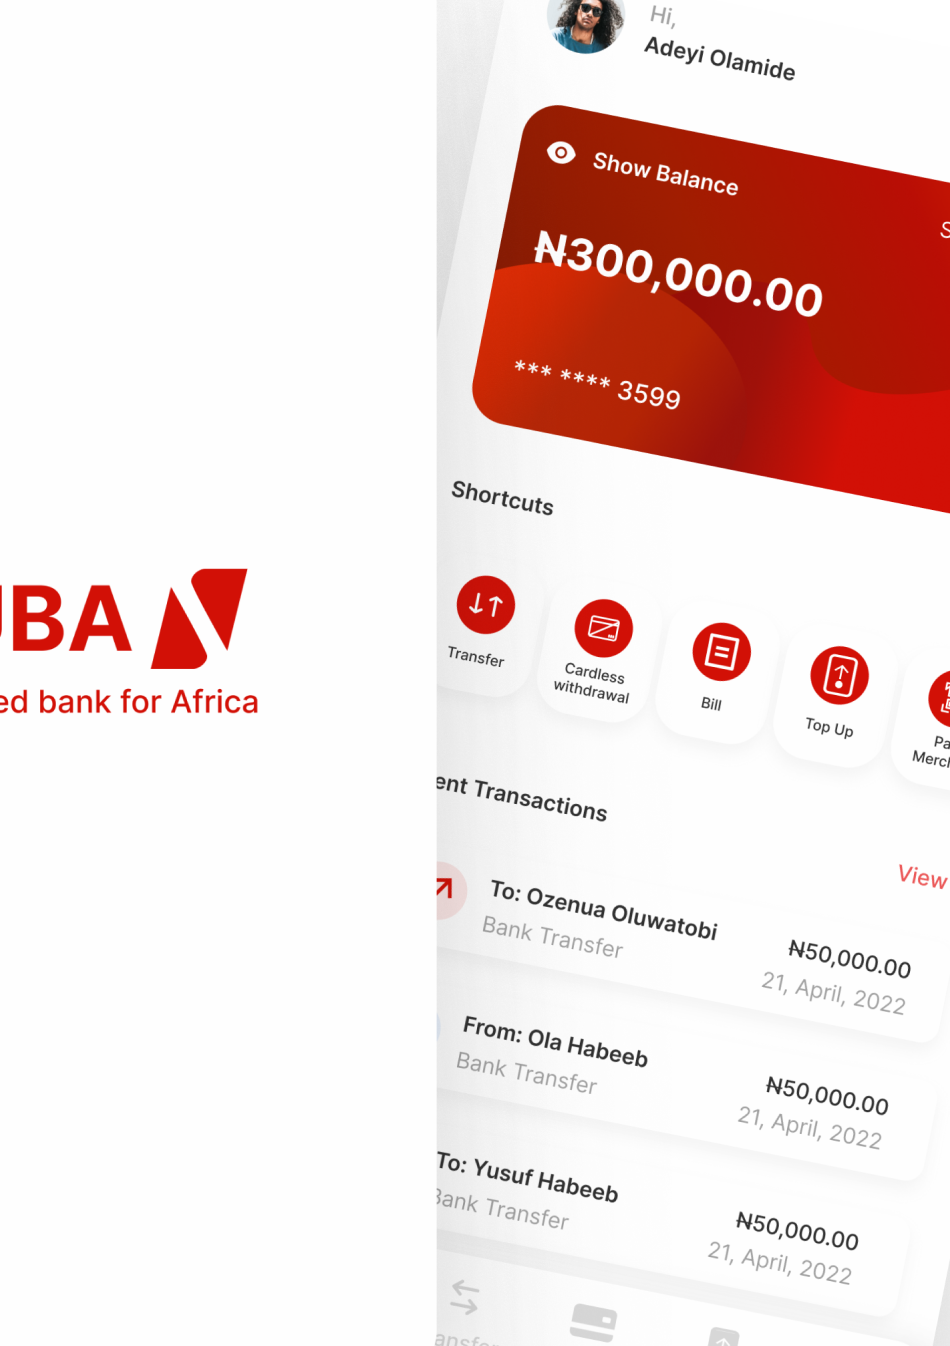 UBA
ed bank for Africa
Hi,
Adeyi Olamide
Show Balance
S
₦300,000.00
*** **** 3599
Shortcuts
Transfer
Cardless
withdrawal
Bill
Top Up
Pa
Merch
ent Transactions
View
To: Ozenua Oluwatobi
Bank Transfer
₦50,000.00
21, April, 2022
From: Ola Habeeb
Bank Transfer
₦50,000.00
21, April, 2022
To: Yusuf Habeeb
Bank Transfer
₦50,000.00
21, April, 2022
ansfer